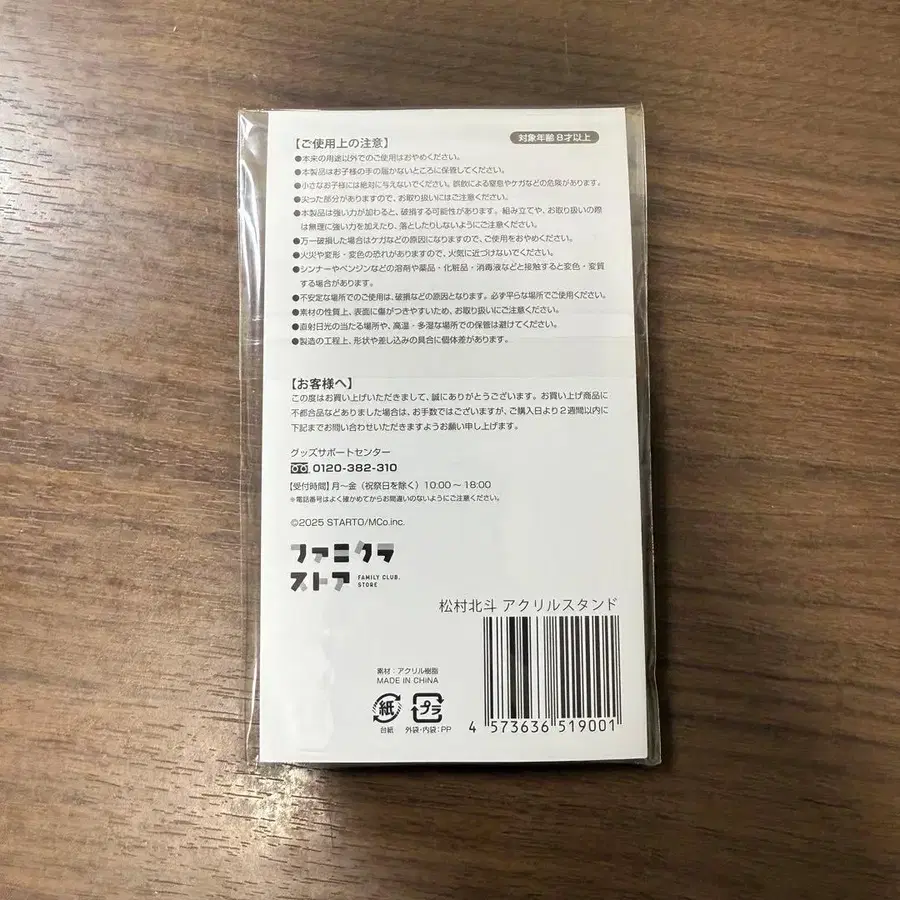 【ご使用上の注意】
対象年齢 8才以上
●本来の用途以外でのご使用はおやめください。
●本製品はお子様の手の届かないところに保管してください。
●小さなお子様には絶対に与えないでください。誤飲による窒息やケガなどの危険があります。
●尖った部分がありますので、お取り扱いにはご注意ください。
●本製品は強い力が加わると、破損する可能性があります。組み立てや、お取り扱いの際
は無理に強い力を加えたり、落としたりしないようにご注意ください。
●万一破損した場合はケガなどの原因になりますので、ご使用をおやめください。
●火災や変形・変色の恐れがありますので、火気に近づけないでください。
●シンナーやベンジンなどの溶剤や薬品・化粧品・消毒液などと接触すると変色・変質
する場合があります。
●不安定な場所でのご使用は、破損などの原因となります。必ず平らな場所でご使用ください。
●素材の性質上、表面に傷がつきやすいため、お取り扱いにご注意ください。
●直射日光の当たる場所や、高温・多湿な場所での保管は避けてください。
●製造の工程上、形状や差し込みの具合に個体差があります。
【お客様へ】
この度はお買い上げいただきまして、誠にありがとうございます。お買い上げ商品に
不都合品などありました場合は、お手数ではございますが、ご購入日より2週間以内に
下記までお問い合わせいただきますようお願い申し上げます。
グッズサポートセンター
0120-382-310
【受付時間】月～金（祝祭日を除く）10:00～18:00
※電話番号はよく確かめてからお間違いのないようにご注意ください。
©2025 STARTO/MCo.inc.
ファミクラ
ストア
FAMILY CLUB.
STORE
松村北斗 アクリルスタンド
素材：アクリル樹脂
MADE IN CHINA
紙 プラ
台紙 外袋・内袋：PP
4 573636 519001